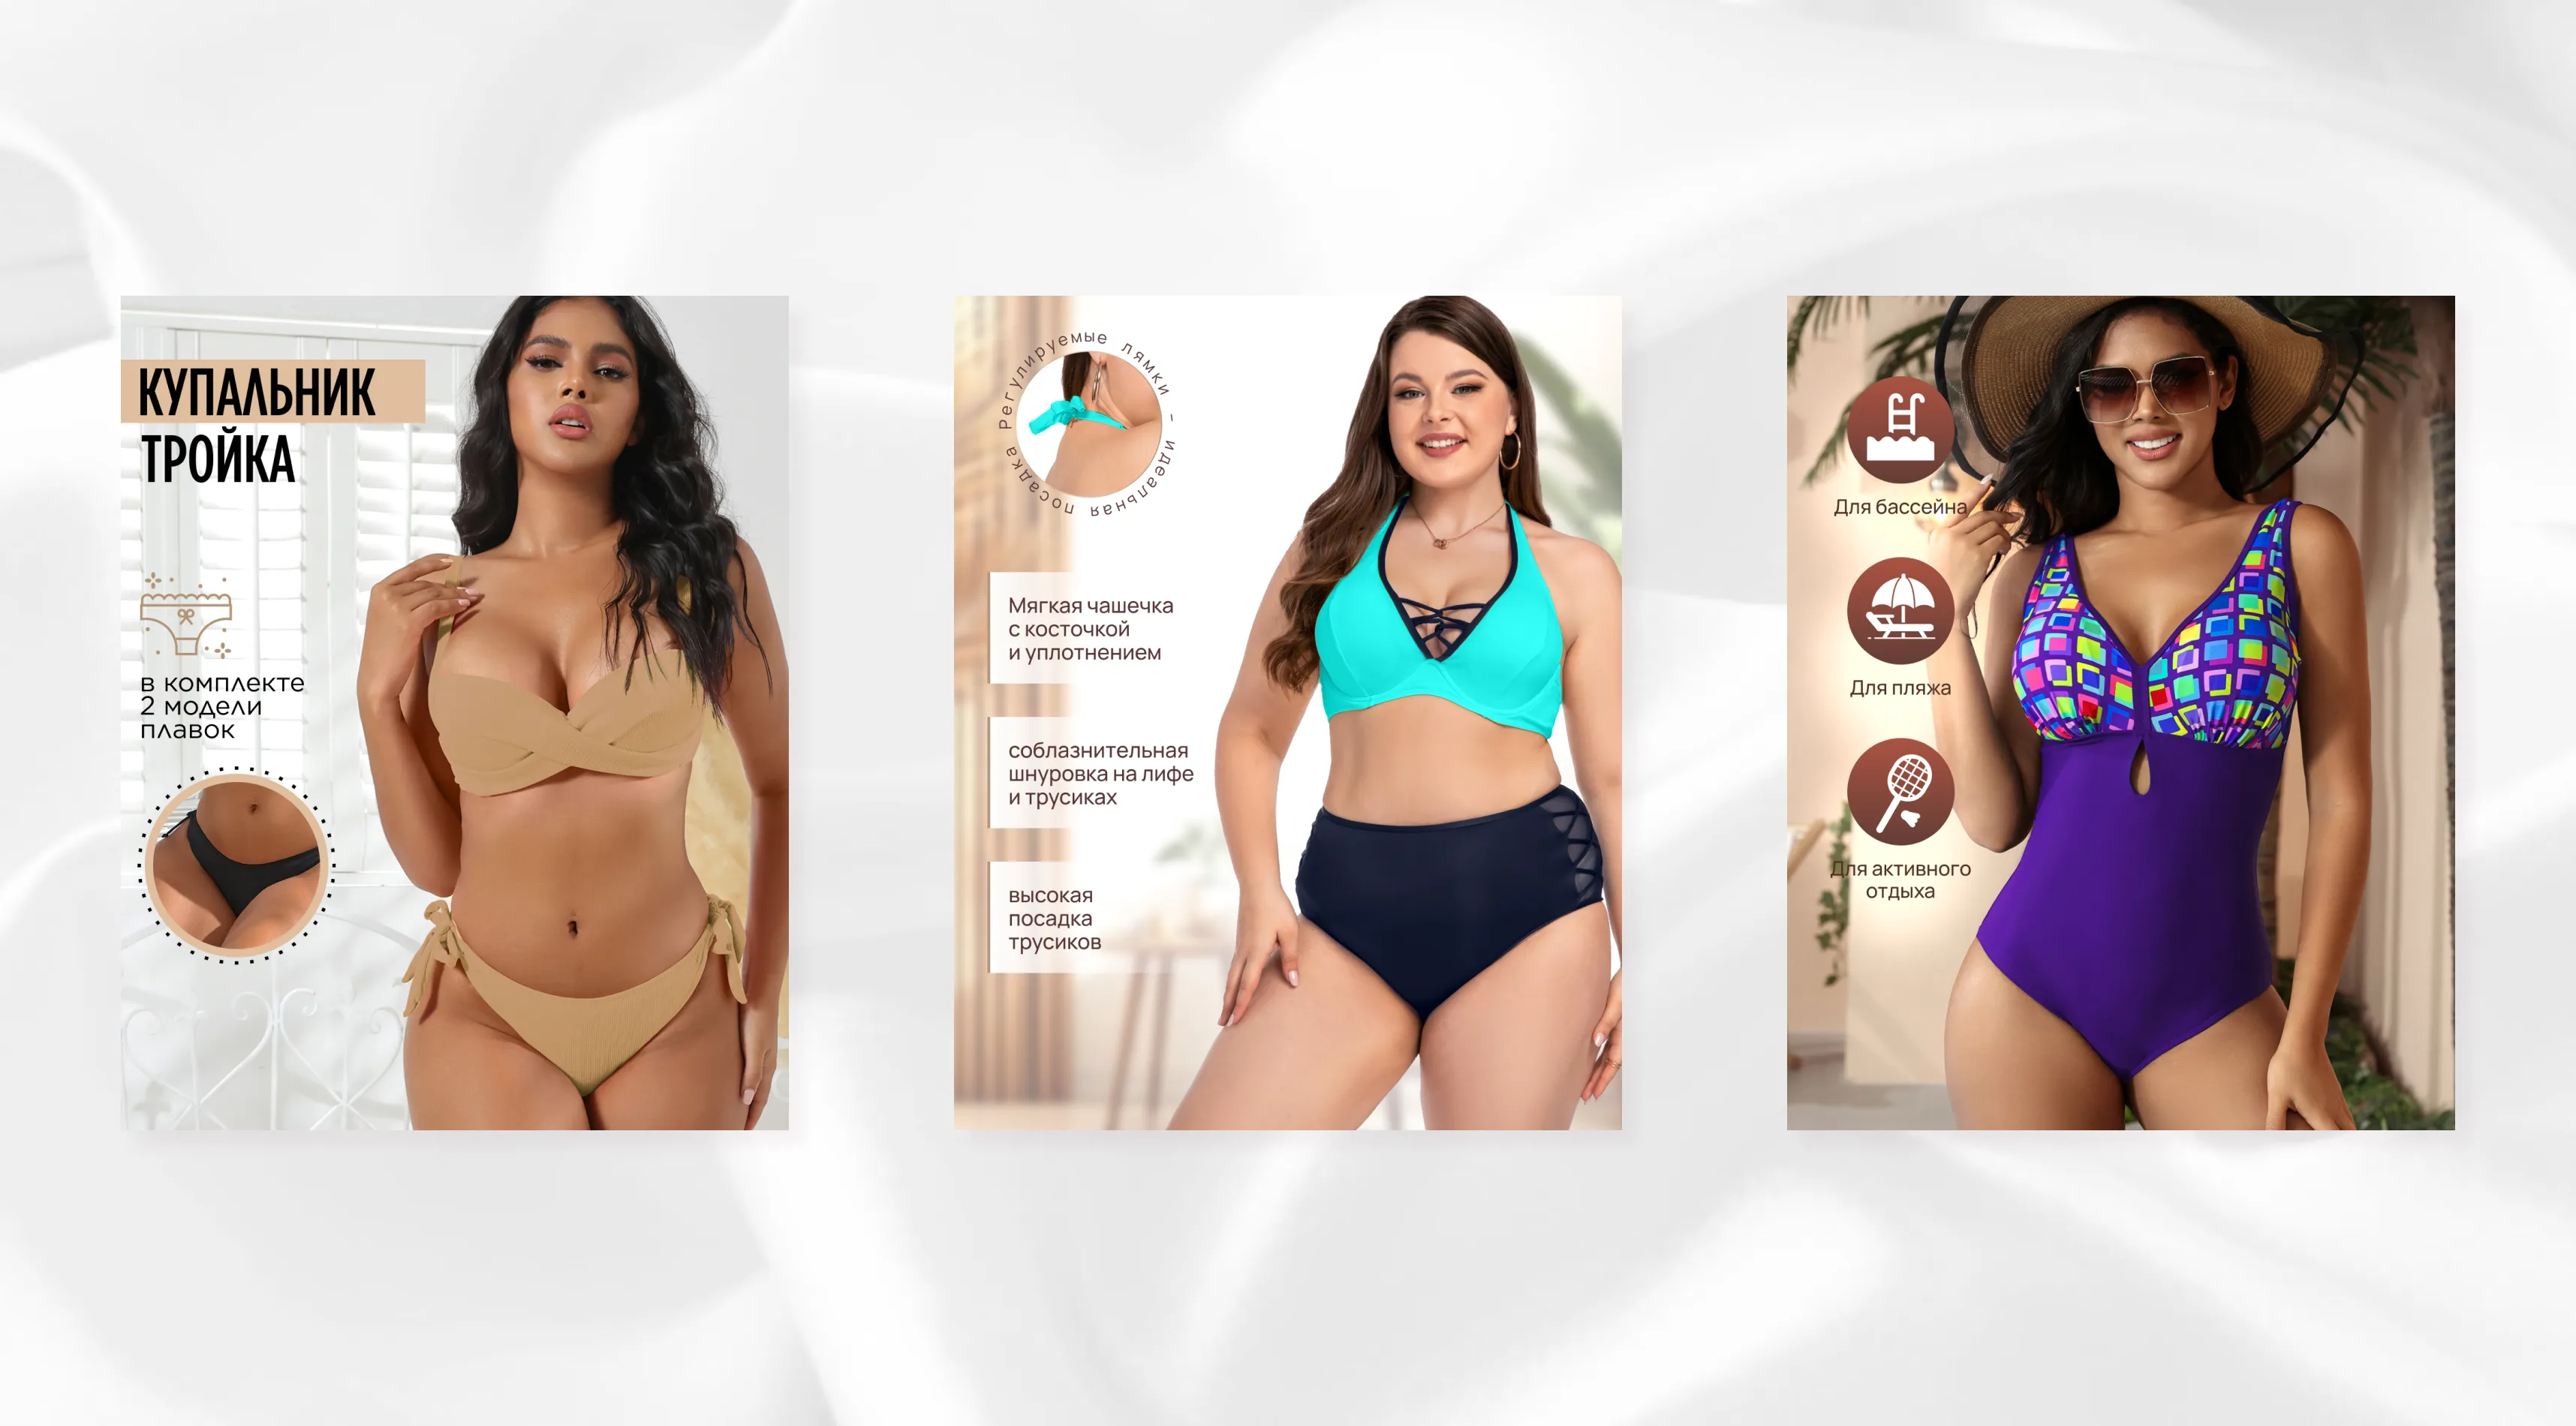 КУПАЛЬНИК
ТРОЙКА
в комплекте
2 модели
плавок
Регулируемые лямки – идеальная посадка
Мягкая чашечка
с косточкой
и уплотнением
соблазнительная
шнуровка на лифе
и трусиках
высокая
посадка
трусиков
Для бассейна
Для пляжа
Для активного
отдыха